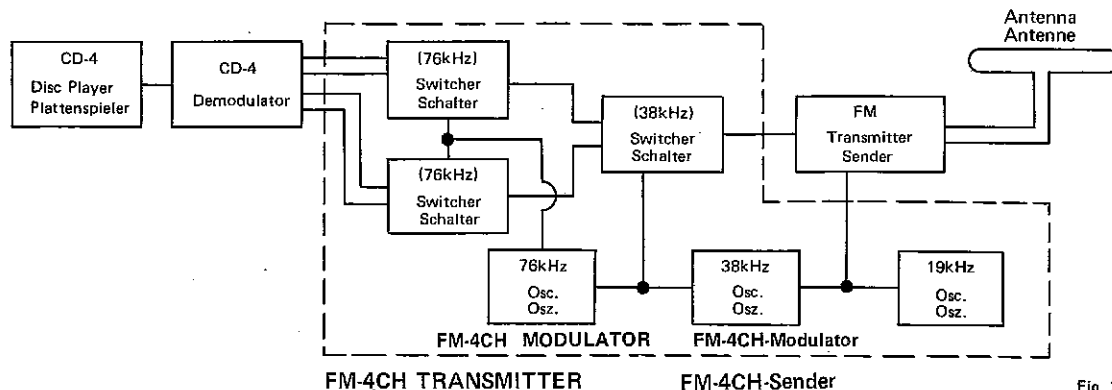 Antenna
Antenne
CD-4
Disc Player
Plattenspieler
CD-4
Demodulator
(76kHz)
Switcher
Schalter
(76kHz)
Switcher
Schalter
(38kHz)
Switcher
Schalter
FM
Transmitter
Sender
76kHz
Osc.
Osz.
38kHz
Osc.
Osz.
19kHz
Osc.
Osz.
FM-4CH MODULATOR FM-4CH-Modulator
FM-4CH TRANSMITTER FM-4CH-Sender
Fig.